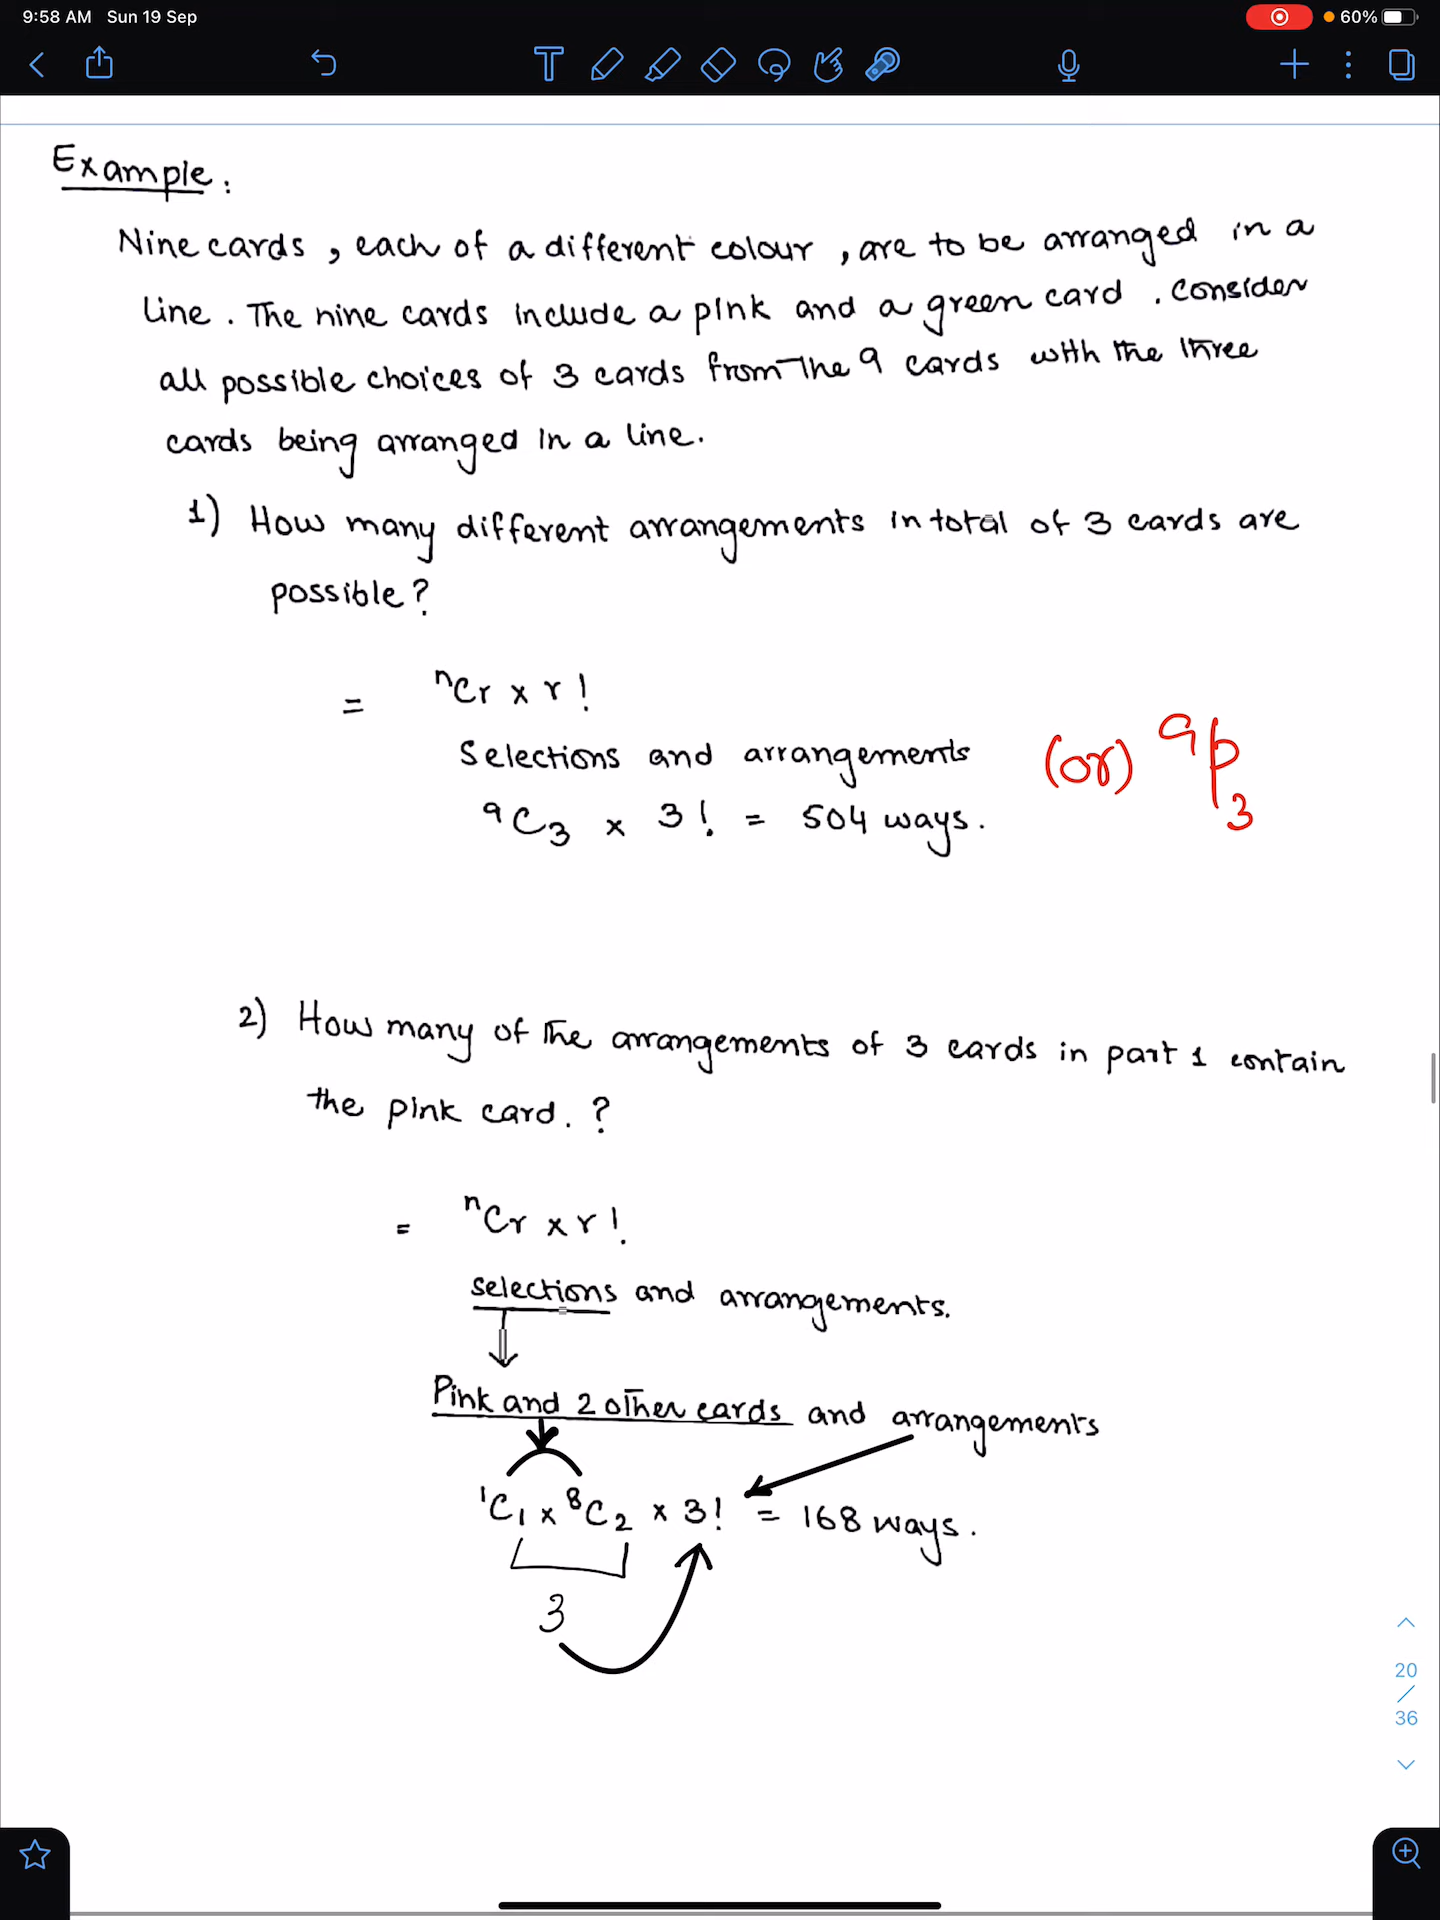 9:58 AM Sun 19 Sep 60%
Example:
Nine cards, each of a different colour, are to be arranged in a
line. The nine cards include a pink and a green card. consider
all possible choices of 3 cards from the 9 cards with the three
cards being arranged in a line.
1) How many different arrangements in total of 3 cards are
possible?
= ⁿCr × r!
Selections and arrangements (or) ⁹P₃
⁹C₃ × 3! = 504 ways.
2) How many of the arrangements of 3 cards in part 1 contain
the pink card.?
= ⁿCr × r!
selections and arrangements.
Pink and 2 other cards and arrangements
¹C₁ × ⁸C₂ × 3! = 168 ways.
3
20
/
36